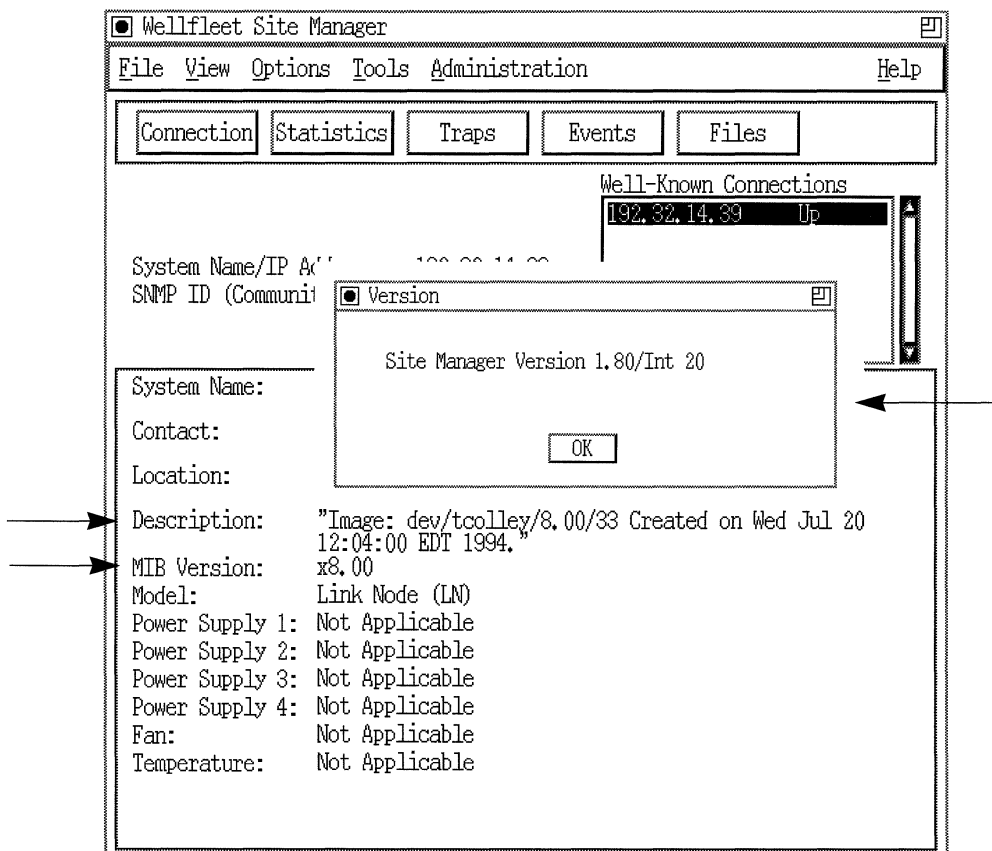 Wellfleet Site Manager
File View Options Tools Administration Help
Connection Statistics Traps Events Files
Well-Known Connections
192.32.14.39 Up
System Name/IP
SNMP ID
Version
Site Manager Version 1.80/Int 20
OK
System Name:
Contact:
Location:
Description: "Image: dev/tcolley/8.00/33 Created on Wed Jul 20
12:04:00 EDT 1994."
MIB Version: x8.00
Model: Link Node (LN)
Power Supply 1: Not Applicable
Power Supply 2: Not Applicable
Power Supply 3: Not Applicable
Power Supply 4: Not Applicable
Fan: Not Applicable
Temperature: Not Applicable